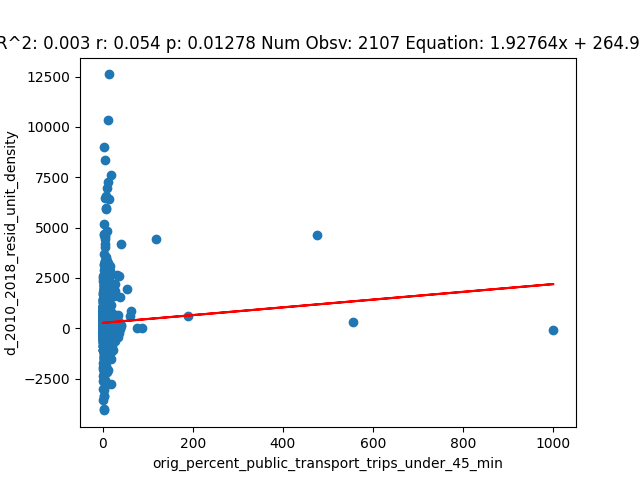 R^2: 0.003 r: 0.054 p: 0.01278 Num Obsv: 2107 Equation: 1.92764x + 264.9
12500
10000
7500
5000
2500
0
−2500
d_2010_2018_resid_unit_density
0 200 400 600 800 1000
orig_percent_public_transport_trips_under_45_min